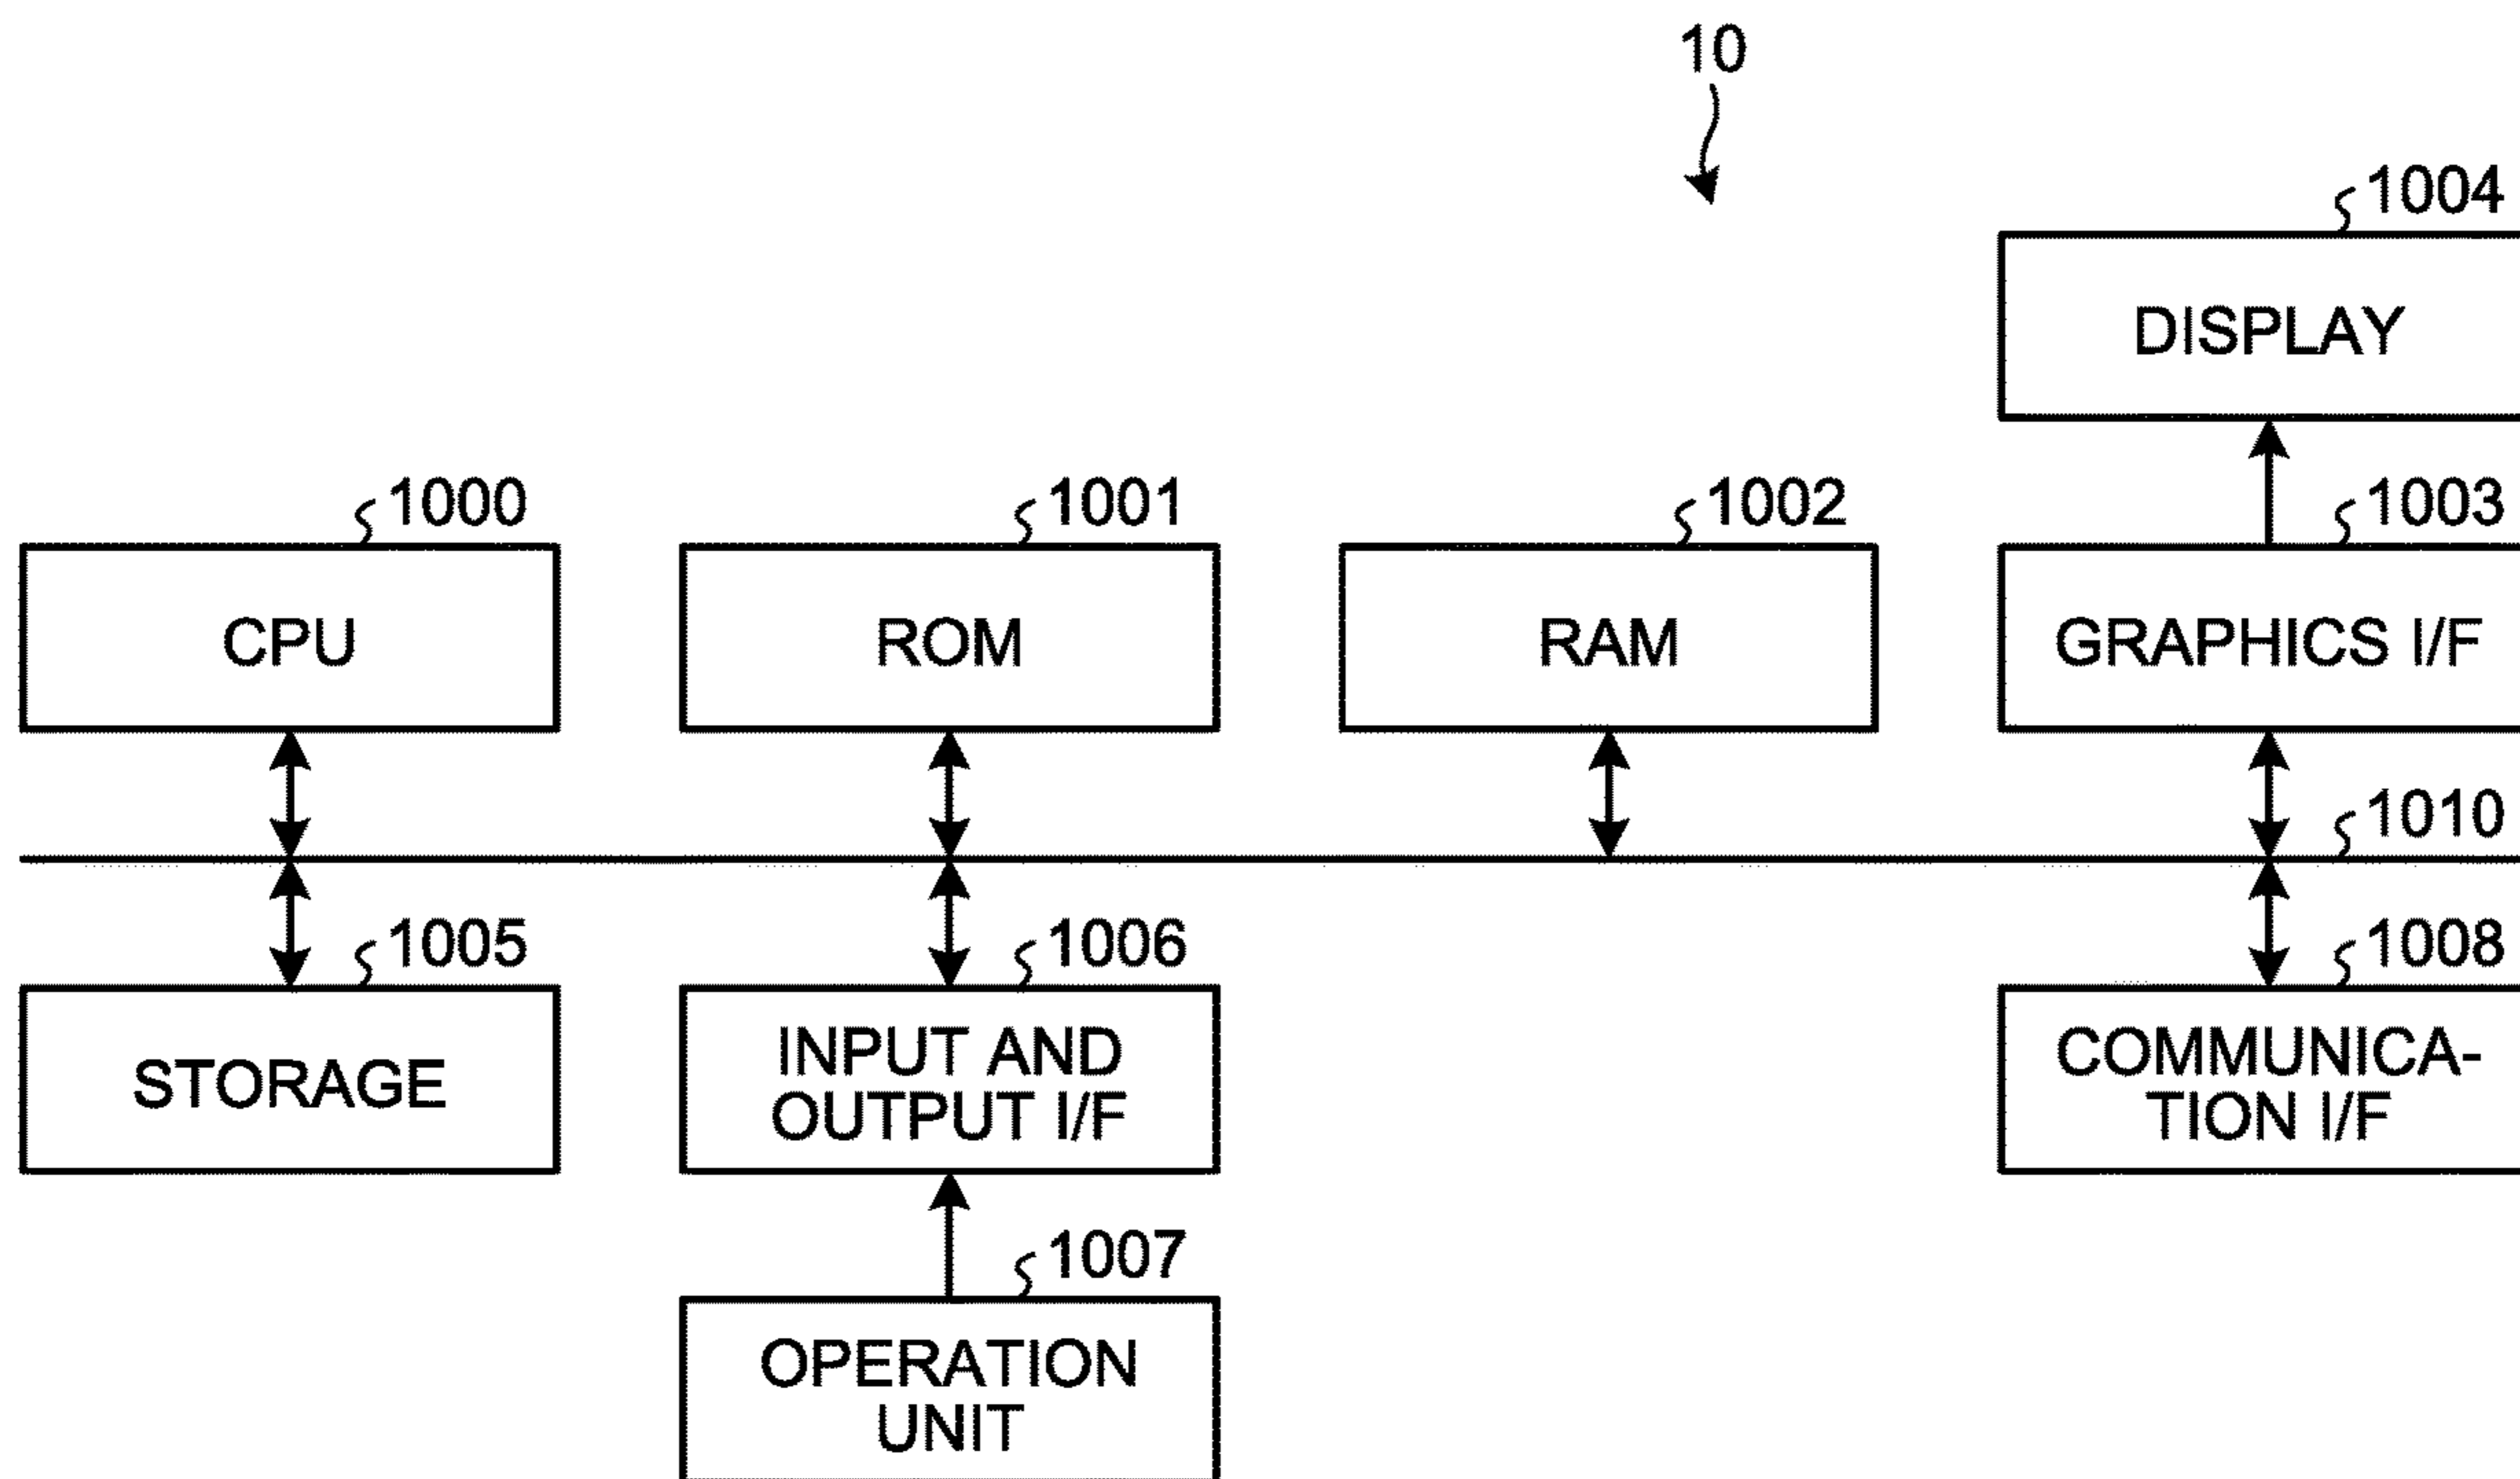 10
1004
DISPLAY
1000
1001
1002
1003
CPU
ROM
RAM
GRAPHICS I/F
1010
1005
1006
1008
STORAGE
INPUT AND
OUTPUT I/F
COMMUNICA-
TION I/F
1007
OPERATION
UNIT